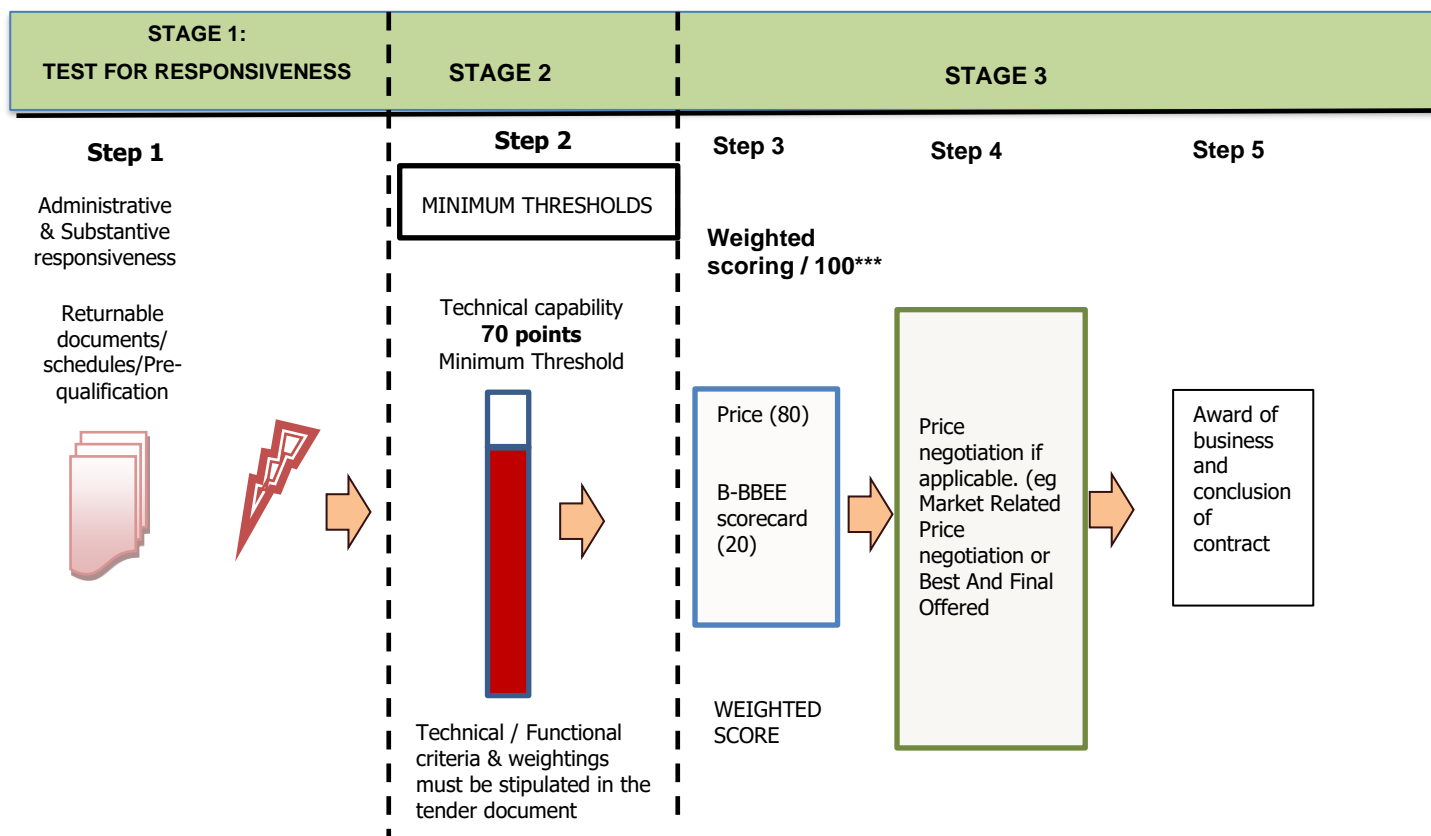 STAGE 1:
TEST FOR RESPONSIVENESS
STAGE 2
STAGE 3
Step 1
Administrative
& Substantive
responsiveness
Returnable
documents/
schedules/Pre-
qualification
Step 2
MINIMUM THRESHOLDS
Technical capability
70 points
Minimum Threshold
Technical / Functional
criteria & weightings
must be stipulated in the
tender document
Step 3
Weighted
scoring / 100***
Price (80)
B-BBEE
scorecard
(20)
WEIGHTED
SCORE
Step 4
Price
negotiation if
applicable. (eg
Market Related
Price
negotiation or
Best And Final
Offered
Step 5
Award of
business
and
conclusion
of
contract